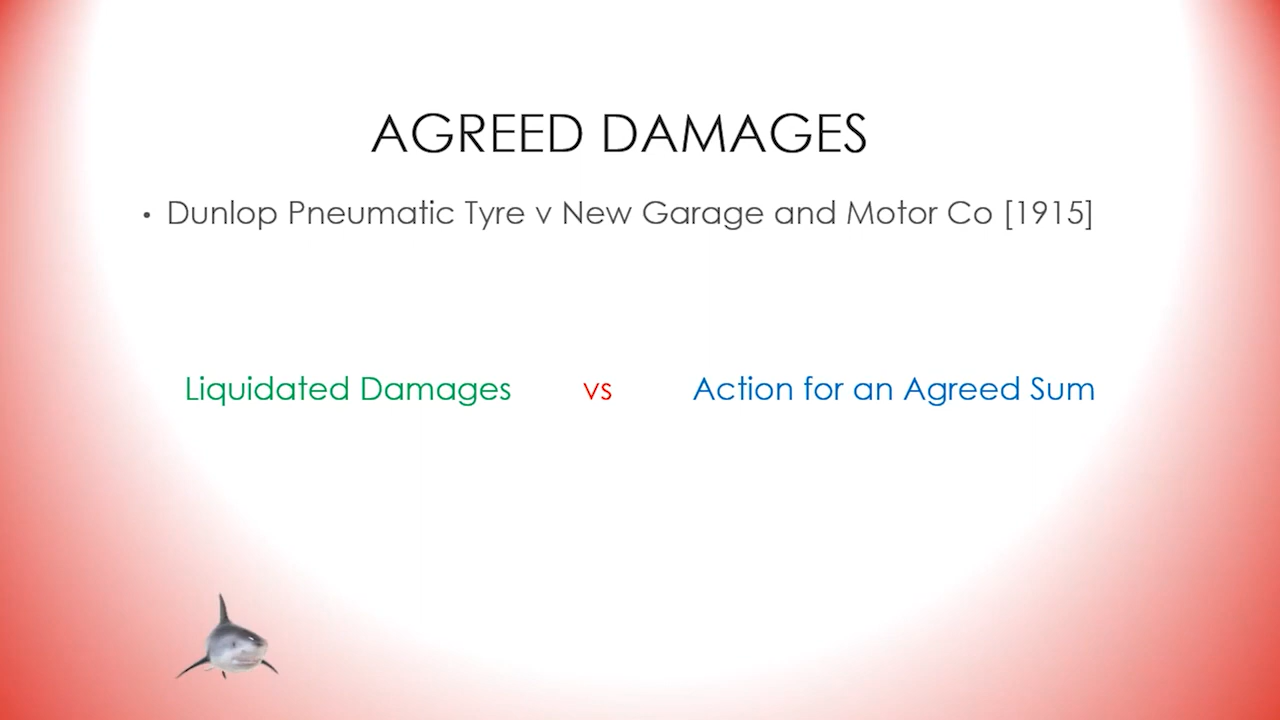 AGREED DAMAGES
• Dunlop Pneumatic Tyre v New Garage and Motor Co [1915]
Liquidated Damages vs Action for an Agreed Sum